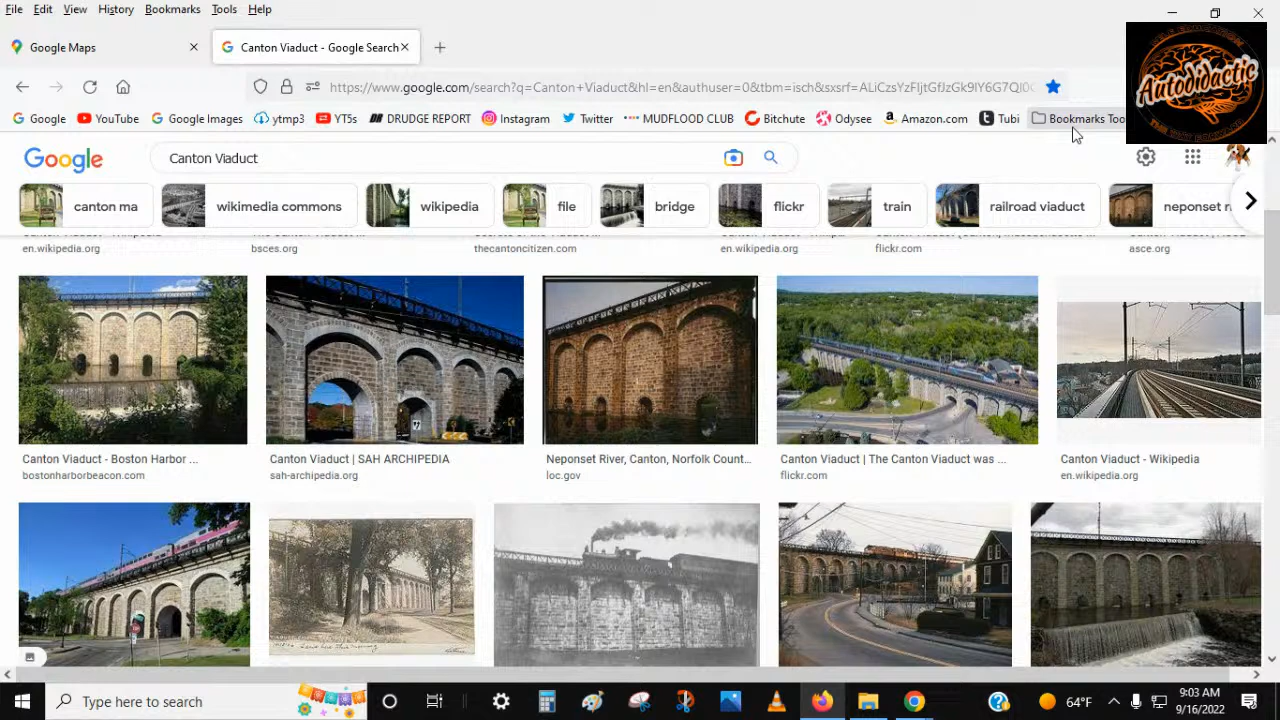 File Edit View History Bookmarks Tools Help
Google Maps
Canton Viaduct - Google Search
https://www.google.com/search?q=Canton+Viaduct&hl=en&authuser=0&tbm=isch&sxsrf=ALiCzsYzFIjtGfJzGk9IY6G7QJ0
Google YouTube Google Images ytmp3 YT5s DRUDGE REPORT Instagram Twitter MUDFLOOD CLUB Bitchute Odysee Amazon.com Tubi Bookmarks Too
Autodidactic
Google
Canton Viaduct
canton ma wikimedia commons wikipedia file bridge flickr train railroad viaduct neponset r
en.wikipedia.org bsces.org thecantoncitizen.com en.wikipedia.org flickr.com asce.org
Canton Viaduct - Boston Harbor ...
bostonharborbeacon.com
Canton Viaduct | SAH ARCHIPEDIA
sah-archipedia.org
Neponset River, Canton, Norfolk Count...
loc.gov
Canton Viaduct | The Canton Viaduct was ...
flickr.com
Canton Viaduct - Wikipedia
en.wikipedia.org
Type here to search
64°F
9:03 AM
9/16/2022